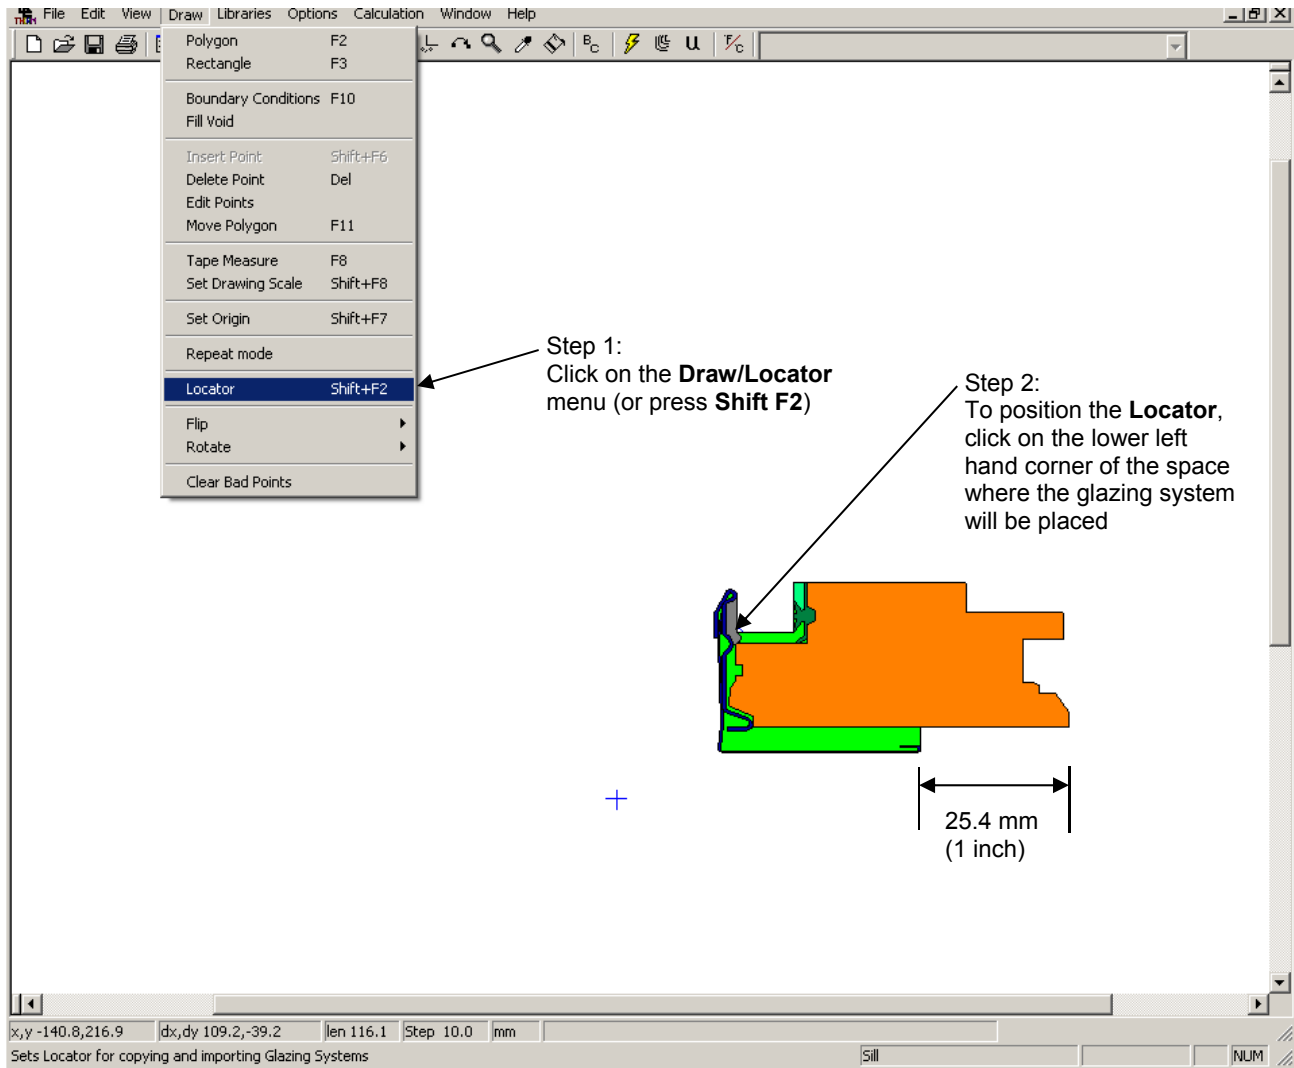 THRM File Edit View Draw Libraries Options Calculation Window Help
BC U F/C
Polygon F2
Rectangle F3
Boundary Conditions F10
Fill Void
Insert Point Shift+F6
Delete Point Del
Edit Points
Move Polygon F11
Tape Measure F8
Set Drawing Scale Shift+F8
Set Origin Shift+F7
Repeat mode
Locator Shift+F2
Flip
Rotate
Clear Bad Points
Step 1:
Click on the Draw/Locator
menu (or press Shift F2)
Step 2:
To position the Locator,
click on the lower left
hand corner of the space
where the glazing system
will be placed
25.4 mm
(1 inch)
x,y -140.8,216.9 dx,dy 109.2,-39.2 len 116.1 Step 10.0 mm
Sets Locator for copying and importing Glazing Systems Sill NUM